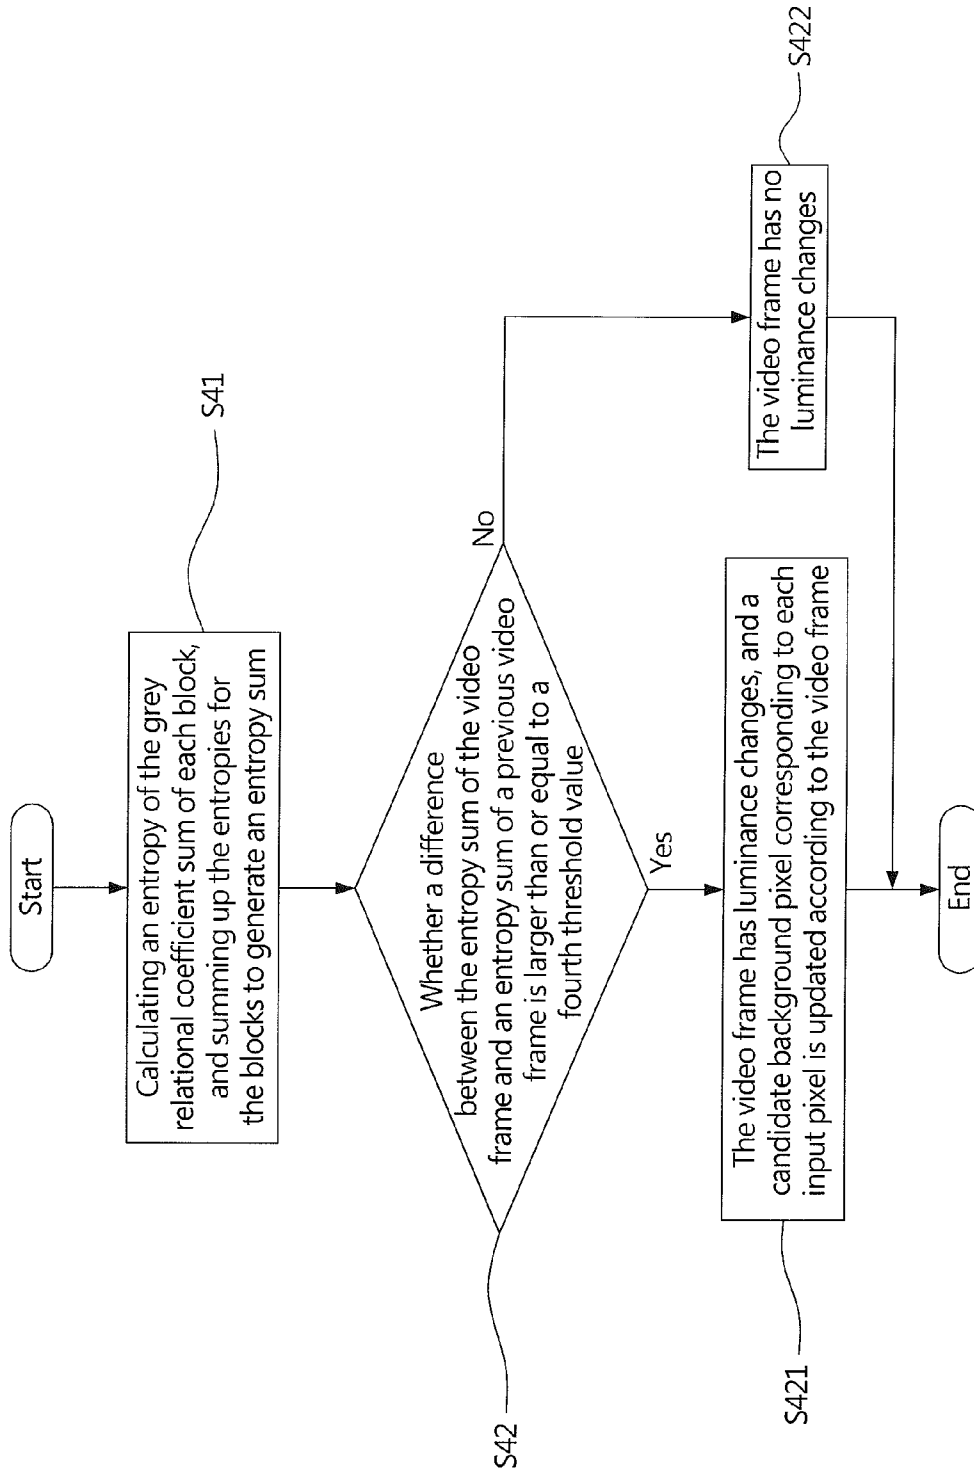 Start
Calculating an entropy of the grey
relational coefficient sum of each block,
and summing up the entropies for
the blocks to generate an entropy sum
S41
Whether a difference
between the entropy sum of the video
frame and an entropy sum of a previous video
frame is larger than or equal to a
fourth threshold value
S42
No
Yes
The video frame has luminance changes, and a
candidate background pixel corresponding to each
input pixel is updated according to the video frame
S421
The video frame has no
luminance changes
S422
End